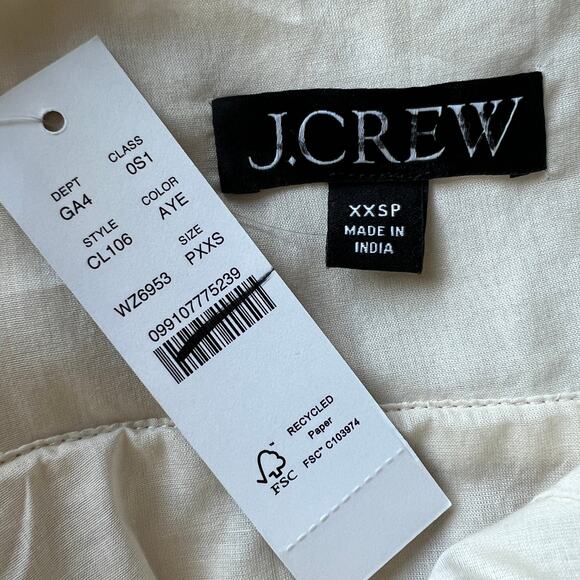 J.CREW
XXSP
MADE IN
INDIA
DEPT CLASS
GA4 0S1
STYLE COLOR
CL106 AYE
SIZE
WZ6953 PXXS
099107775239
RECYCLED
Paper
FSC™ C103974
FSC